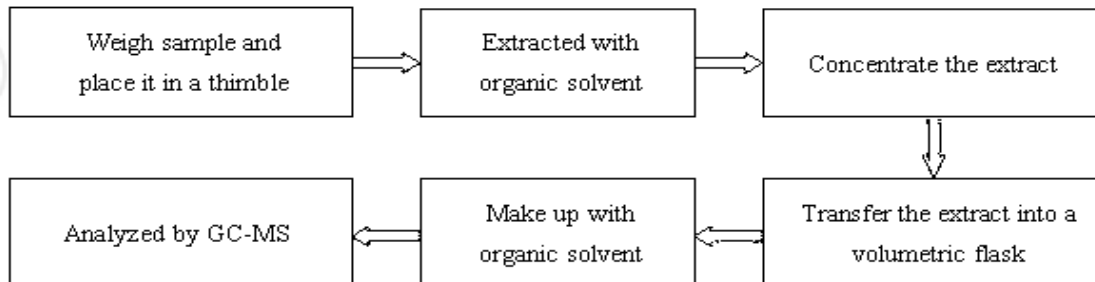 Weigh sample and
place it in a thimble
Extracted with
organic solvent
Concentrate the extract
Transfer the extract into a
volumetric flask
Make up with
organic solvent
Analyzed by GC-MS